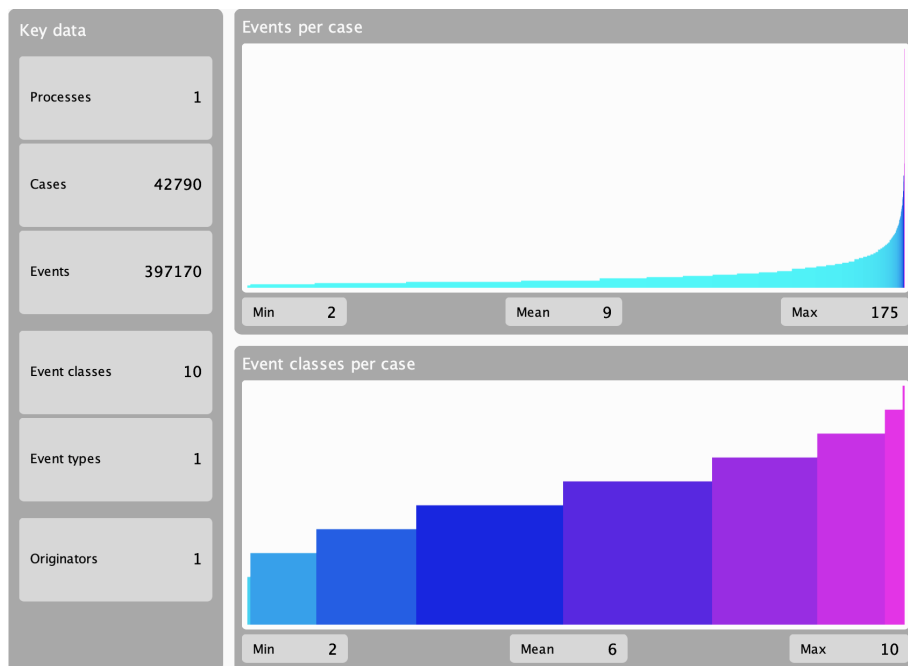 Key data
Processes 1
Cases 42790
Events 397170
Event classes 10
Event types 1
Originators 1
Events per case
Min 2 Mean 9 Max 175
Event classes per case
Min 2 Mean 6 Max 10